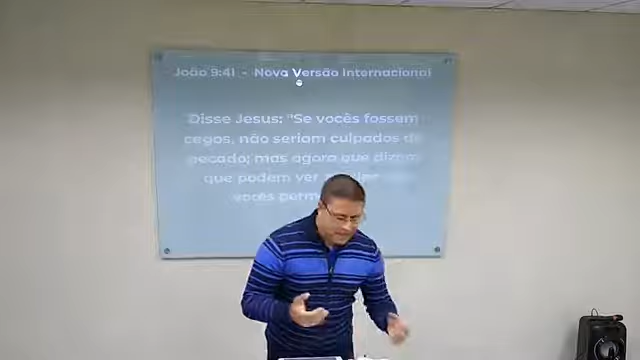 João 9:41 - Nova Versão Internacional
Disse Jesus: "Se vocês fossem
cegos, não seriam culpados de
pecado; mas agora que dizem
que podem ver
vocês